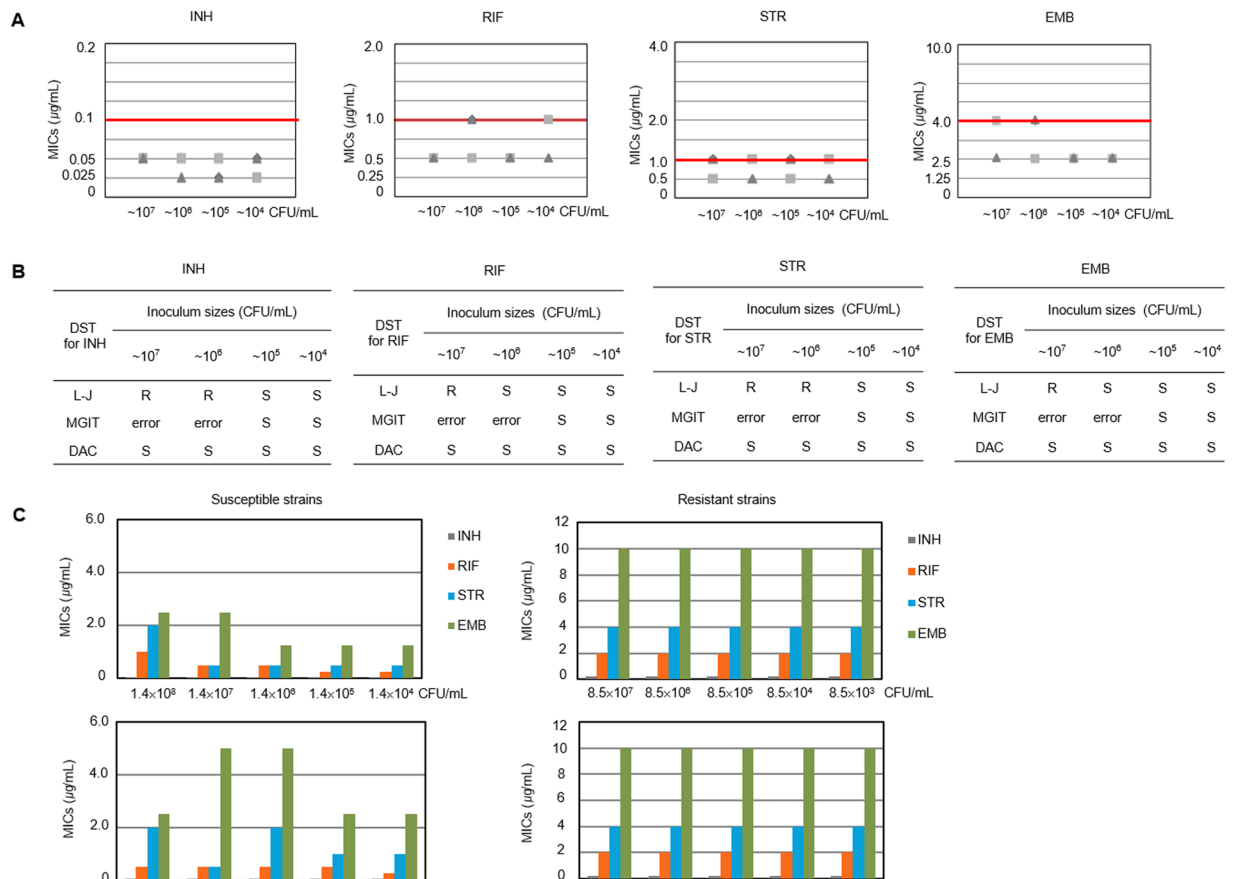 A
INH
RIF
STR
EMB
MICs (µg/mL)
0.2
0.1
0.05
0.025
0
~10⁷ ~10⁶ ~10⁵ ~10⁴ CFU/mL
MICs (µg/mL)
2.0
1.0
0.5
0.25
0
~10⁷ ~10⁶ ~10⁵ ~10⁴ CFU/mL
MICs (µg/mL)
4.0
2.0
1.0
0.5
0
~10⁷ ~10⁶ ~10⁵ ~10⁴ CFU/mL
MICs (µg/mL)
10.0
4.0
2.5
1.25
0
~10⁷ ~10⁶ ~10⁵ ~10⁴ CFU/mL
B
INH
DST for INH
Inoculum sizes (CFU/mL)
~10⁷ ~10⁶ ~10⁵ ~10⁴
L-J R R S S
MGIT error error S S
DAC S S S S
RIF
DST for RIF
Inoculum sizes (CFU/mL)
~10⁷ ~10⁶ ~10⁵ ~10⁴
L-J R S S S
MGIT error error S S
DAC S S S S
STR
DST for STR
Inoculum sizes (CFU/mL)
~10⁷ ~10⁶ ~10⁵ ~10⁴
L-J R R S S
MGIT error error S S
DAC S S S S
EMB
DST for EMB
Inoculum sizes (CFU/mL)
~10⁷ ~10⁶ ~10⁵ ~10⁴
L-J R S S S
MGIT error error S S
DAC S S S S
C
Susceptible strains
MICs (µg/mL)
6.0
4.0
2.0
0
1.4×10⁸ 1.4×10⁷ 1.4×10⁶ 1.4×10⁵ 1.4×10⁴ CFU/mL
INH
RIF
STR
EMB
Resistant strains
MICs (µg/mL)
12
10
8
6
4
2
0
8.5×10⁷ 8.5×10⁶ 8.5×10⁵ 8.5×10⁴ 8.5×10³ CFU/mL
INH
RIF
STR
EMB
MICs (µg/mL)
6.0
4.0
2.0
0
MICs (µg/mL)
12
10
8
6
4
2
0